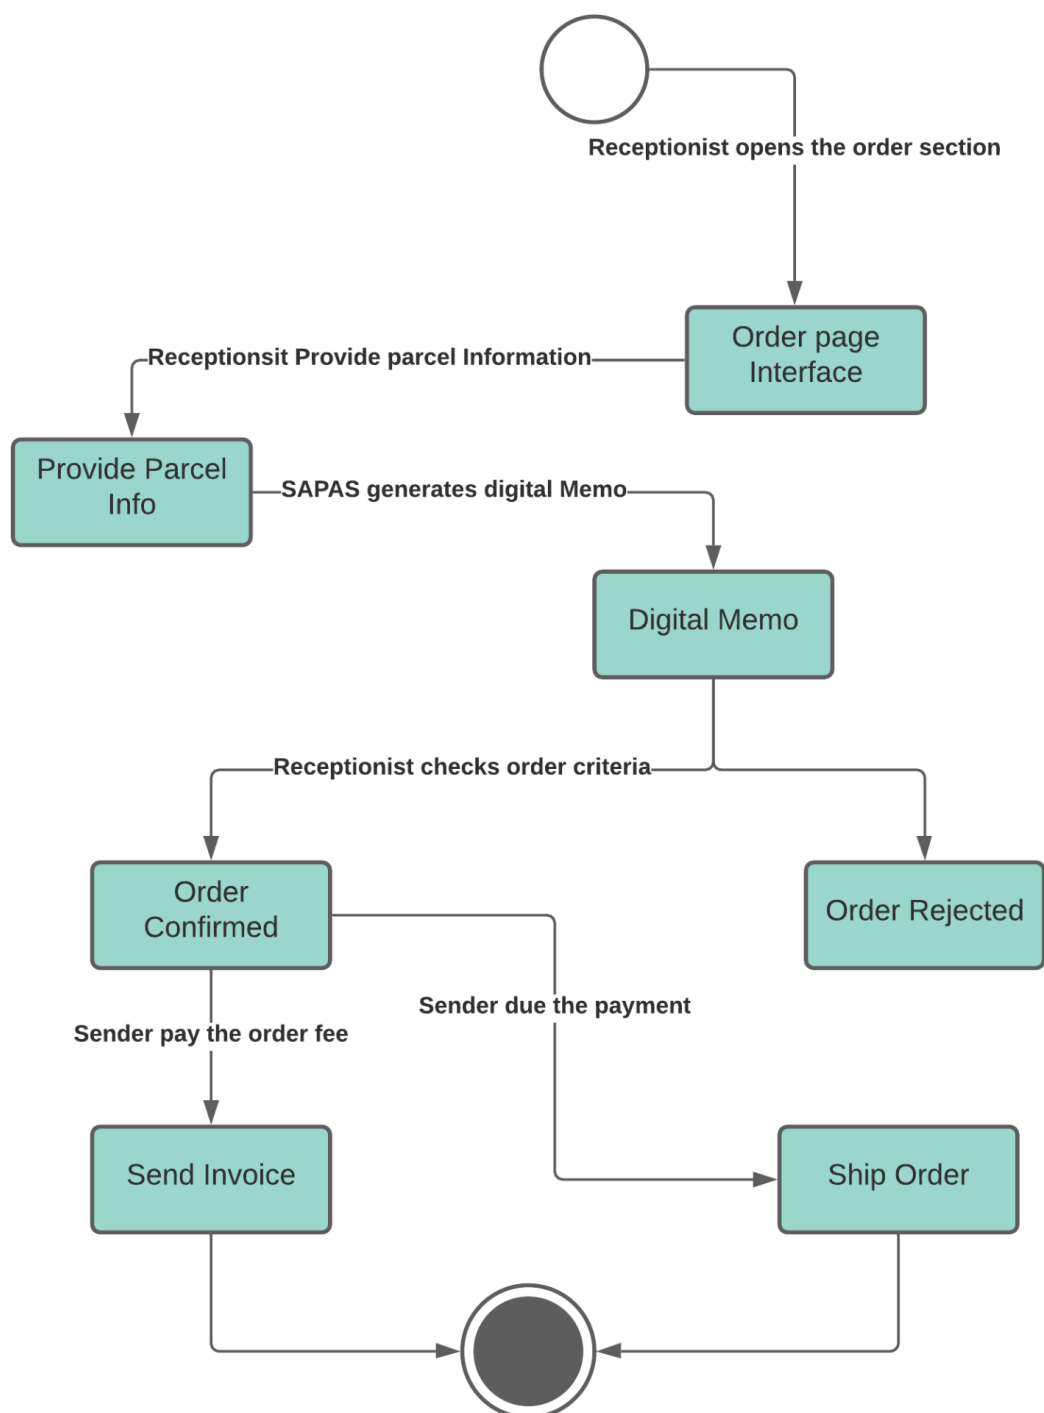 Receptionist opens the order section
Order page
Interface
Receptionsit Provide parcel Information
Provide Parcel
Info
SAPAS generates digital Memo
Digital Memo
Receptionist checks order criteria
Order
Confirmed
Order Rejected
Sender due the payment
Sender pay the order fee
Send Invoice
Ship Order